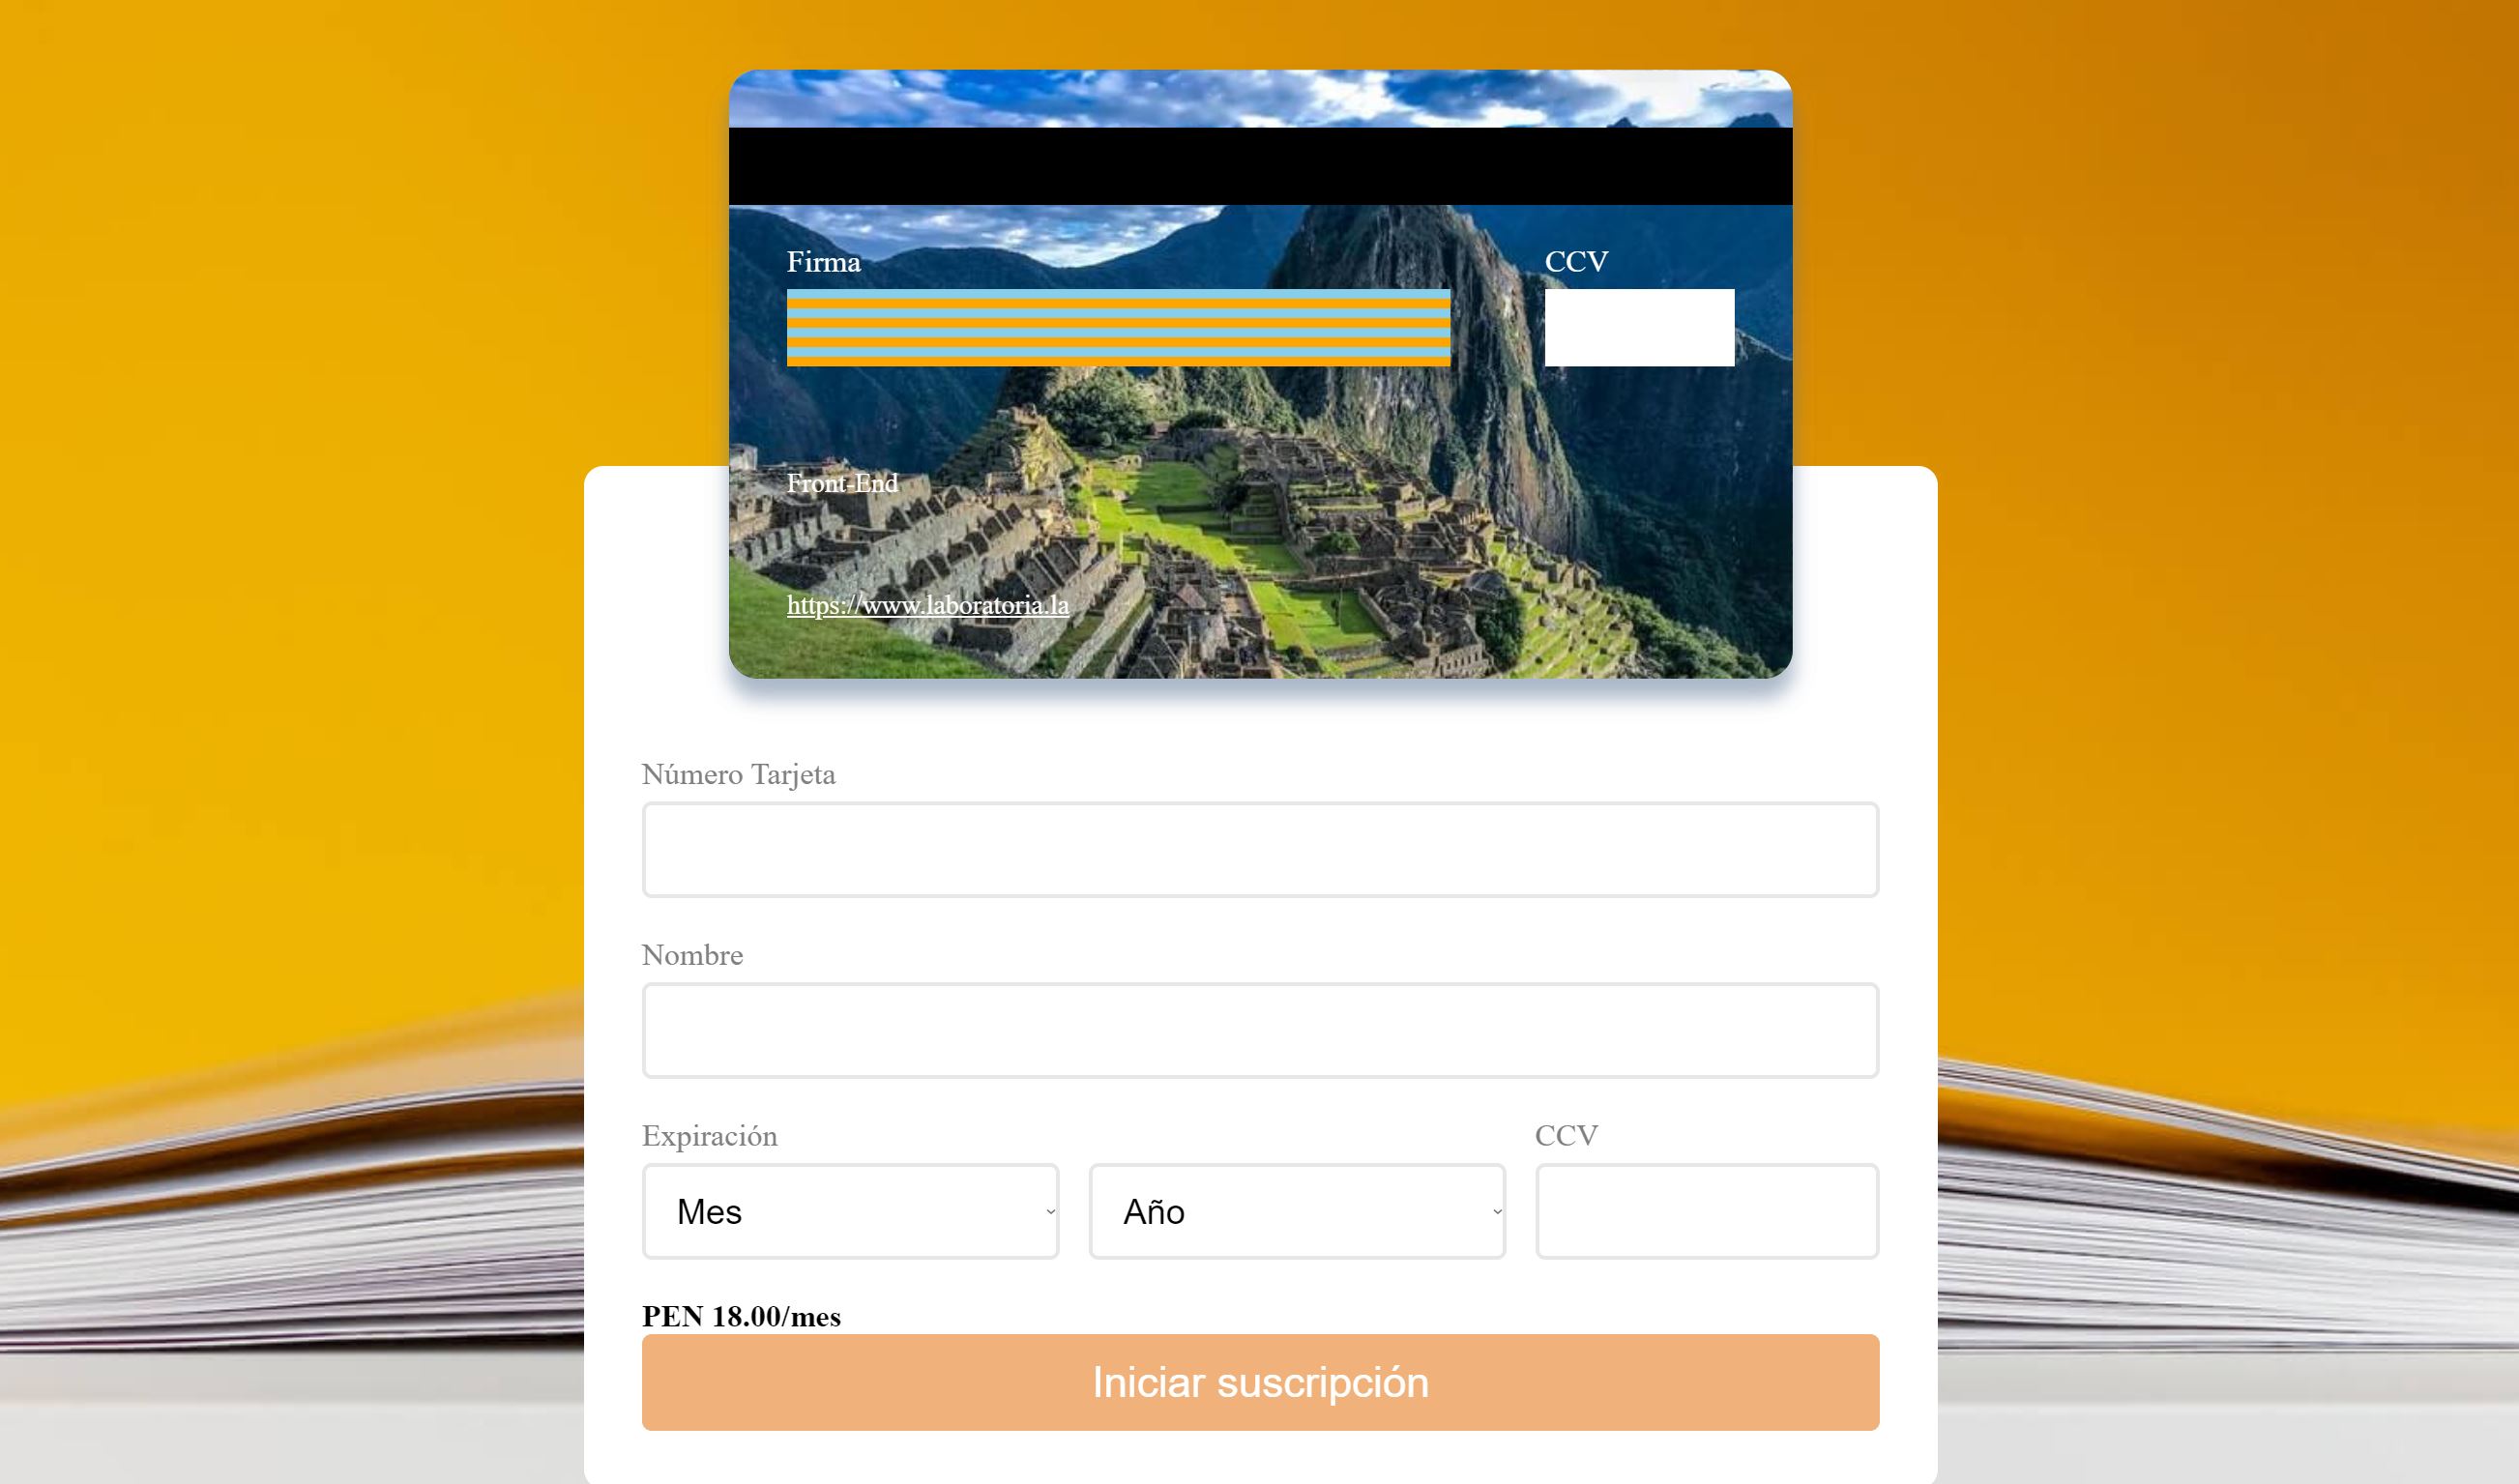 Firma
CCV
Front-End
https://www.laboratoria.la
Número Tarjeta
Nombre
Expiración
CCV
Mes
Año
PEN 18.00/mes
Iniciar suscripción